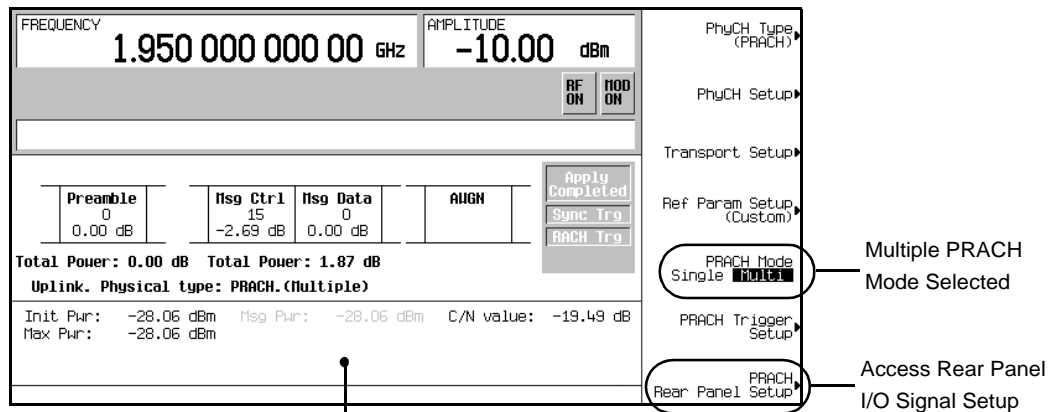 FREQUENCY
1.950 000 000 00 GHz
AMPLITUDE
-10.00 dBm
RF ON
MOD ON
Preamble
0
0.00 dB
Msg Ctrl
15
-2.69 dB
Msg Data
0
0.00 dB
AWGN
Apply Completed
Sync Trg
RACH Trg
Total Power: 0.00 dB Total Power: 1.87 dB
Uplink. Physical type: PRACH.(Multiple)
Init Pwr: -28.06 dBm Msg Pwr: -28.06 dBm C/N value: -19.49 dB
Max Pwr: -28.06 dBm
PhyCH Type
(PRACH)
PhyCH Setup
Transport Setup
Ref Param Setup
(Custom)
PRACH Mode
Single Multi
PRACH Trigger
Setup
PRACH
Rear Panel Setup
Multiple PRACH
Mode Selected
Access Rear Panel
I/O Signal Setup